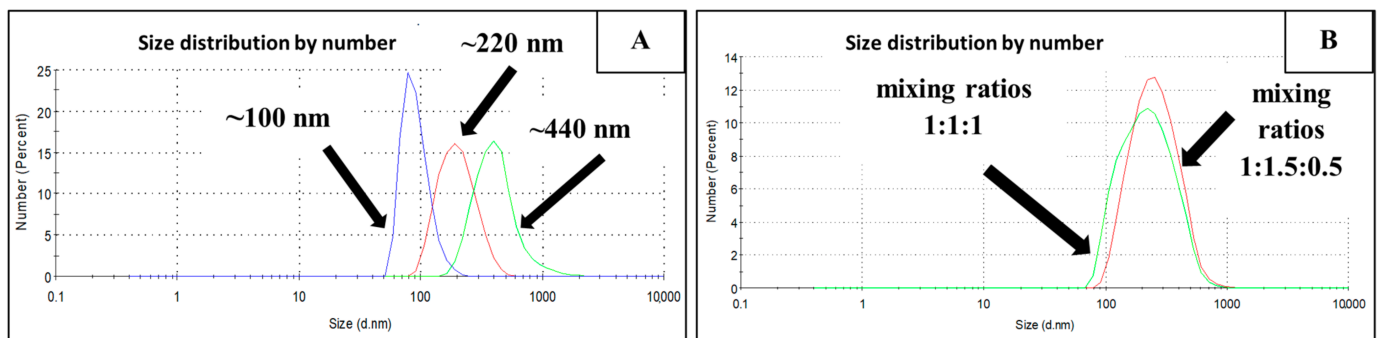 Size distribution by number
A
~220 nm
~100 nm
~440 nm
Number (Percent)
25
20
15
10
5
0
0.1
1
10
100
1000
10000
Size (d.nm)
Size distribution by number
B
mixing ratios
1:1:1
mixing
ratios
1:1.5:0.5
Number (Percent)
14
12
10
8
6
4
2
0
0.1
1
10
100
1000
10000
Size (d.nm)